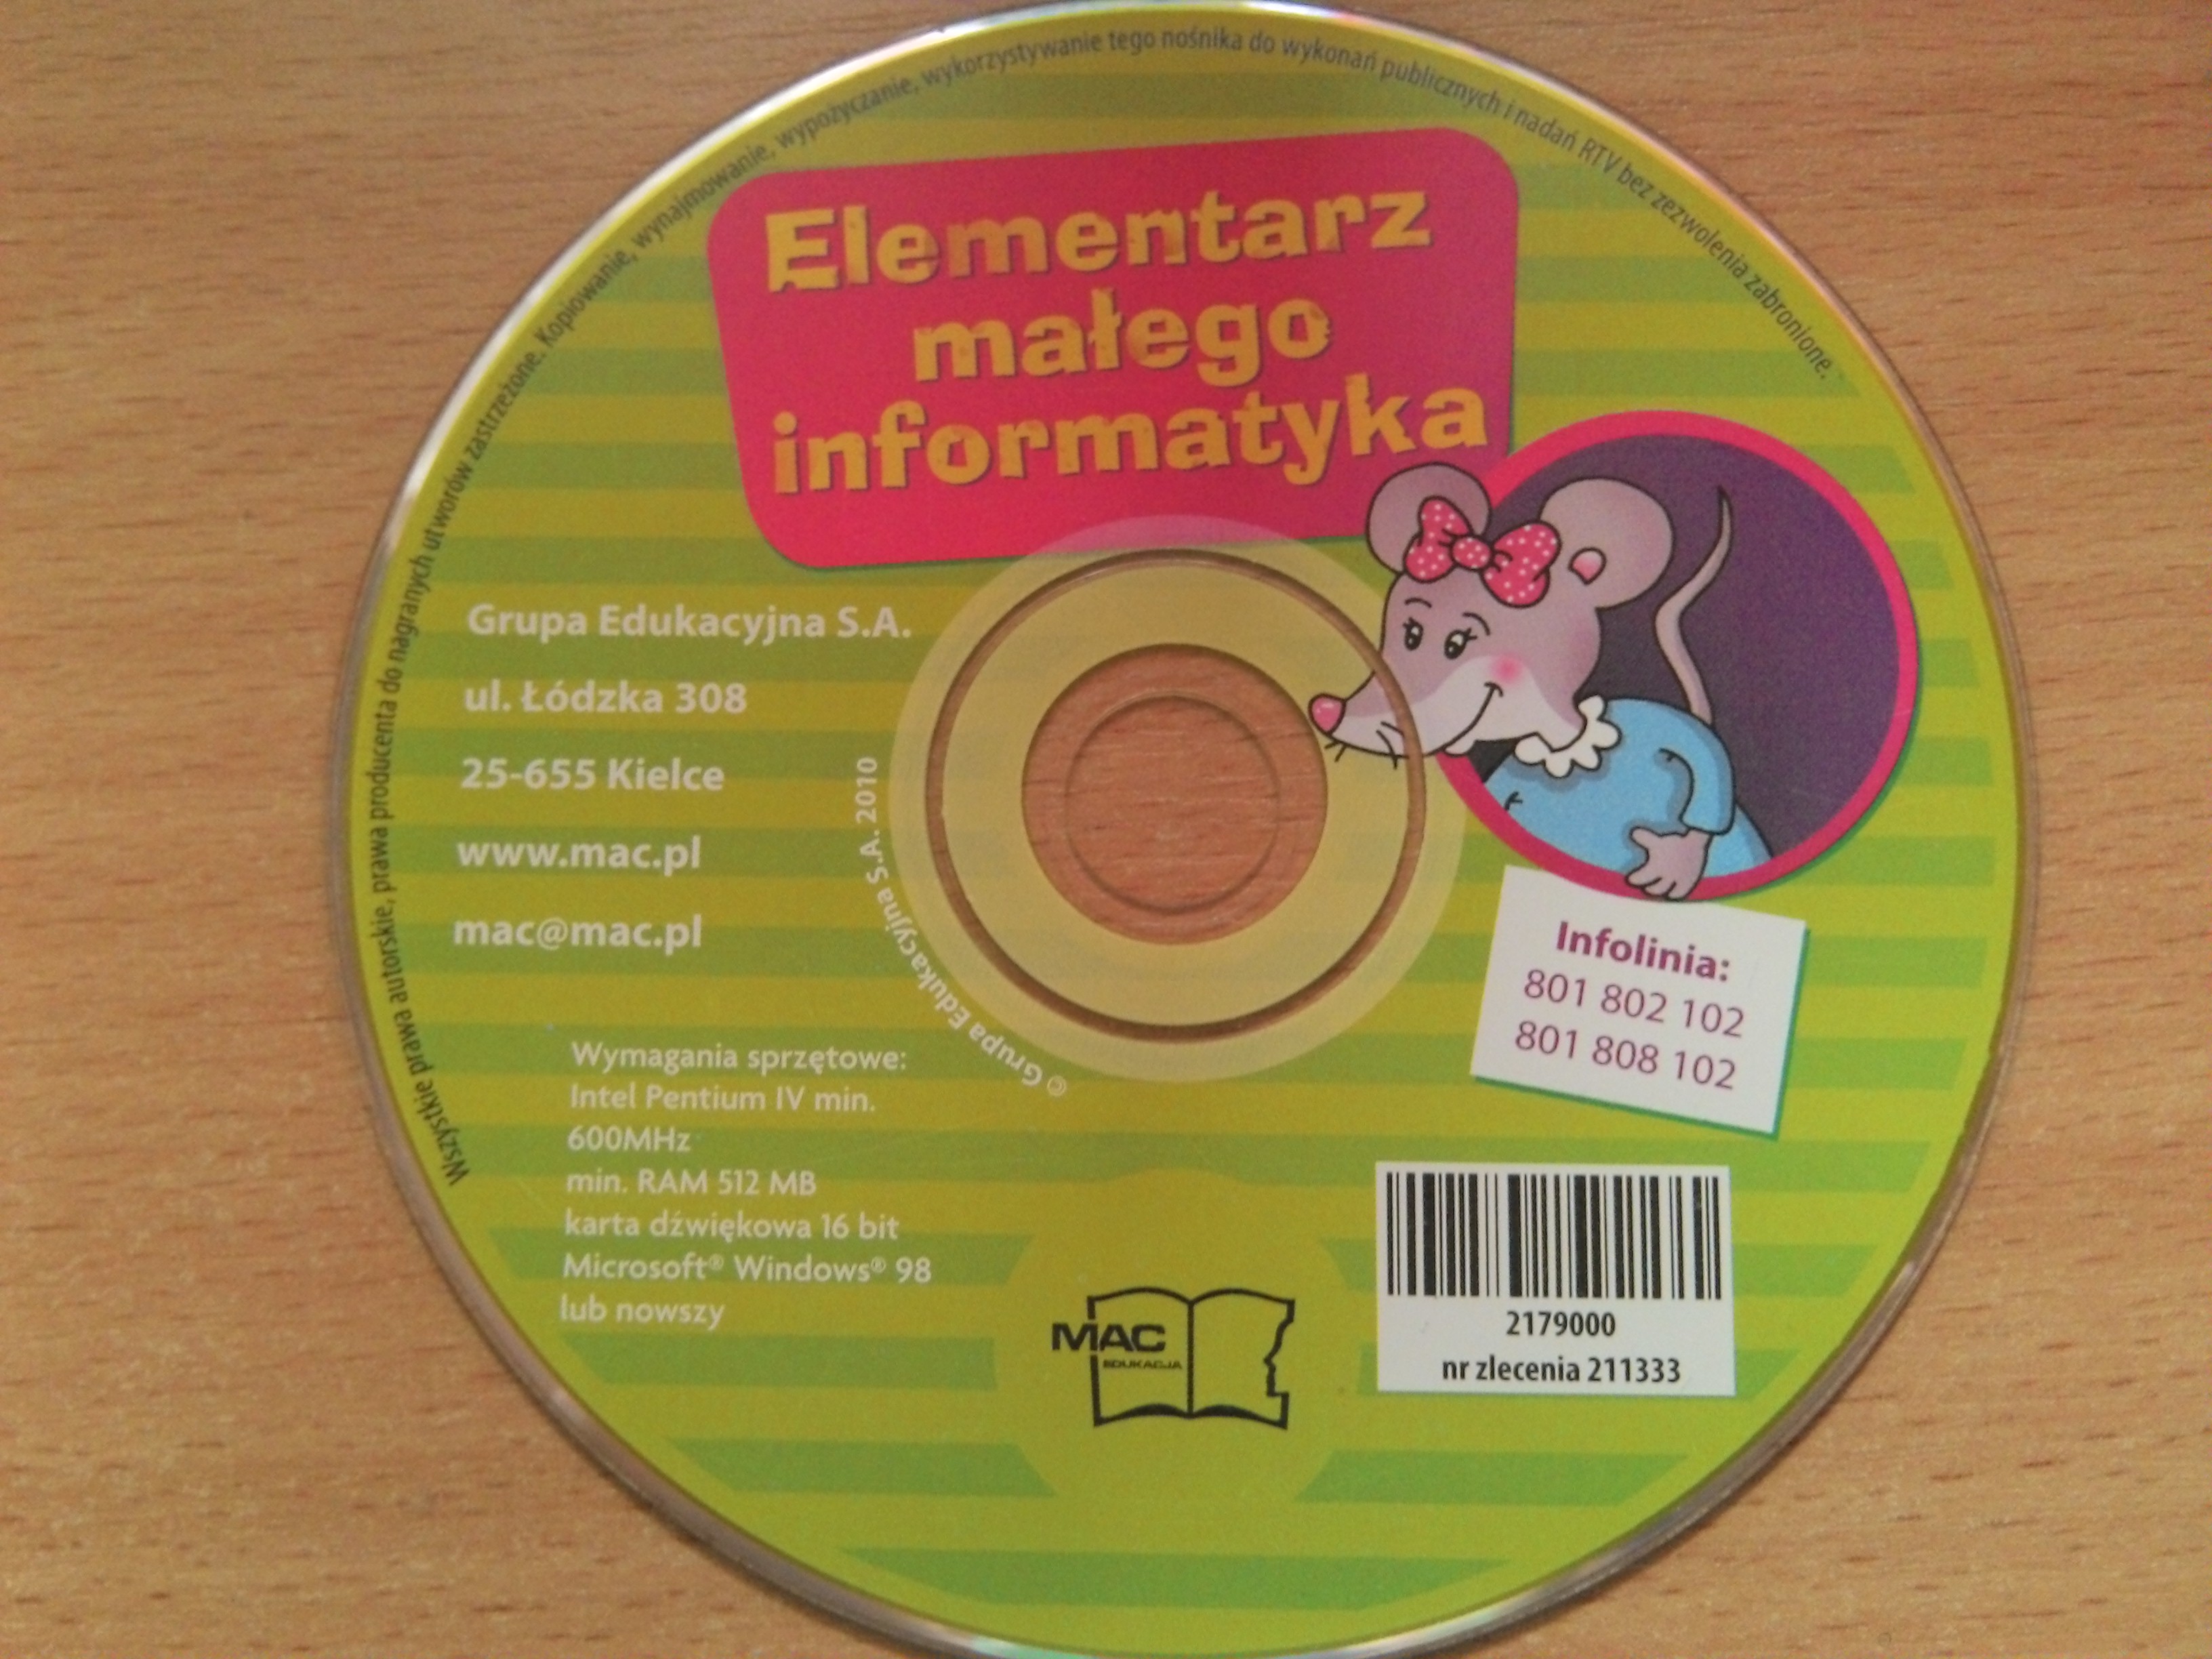 Wszystkie prawa autorskie, prawa producenta do nagranych utworów zastrzeżone. Kopiowanie, wynajmowanie, wypożyczanie, wykorzystywanie tego nośnika do wykonań publicznych i nadań RTV bez zezwolenia zabronione.
Elementarz
małego
informatyka
Grupa Edukacyjna S.A.
ul. Łódzka 308
25-655 Kielce
www.mac.pl
mac@mac.pl
© Grupa Edukacyjna S.A. 2010
Infolinia:
801 802 102
801 808 102
Wymagania sprzętowe:
Intel Pentium IV min.
600MHz
min. RAM 512 MB
karta dźwiękowa 16 bit
Microsoft® Windows® 98
lub nowszy
MAC
EDUKACJA
2179000
nr zlecenia 211333